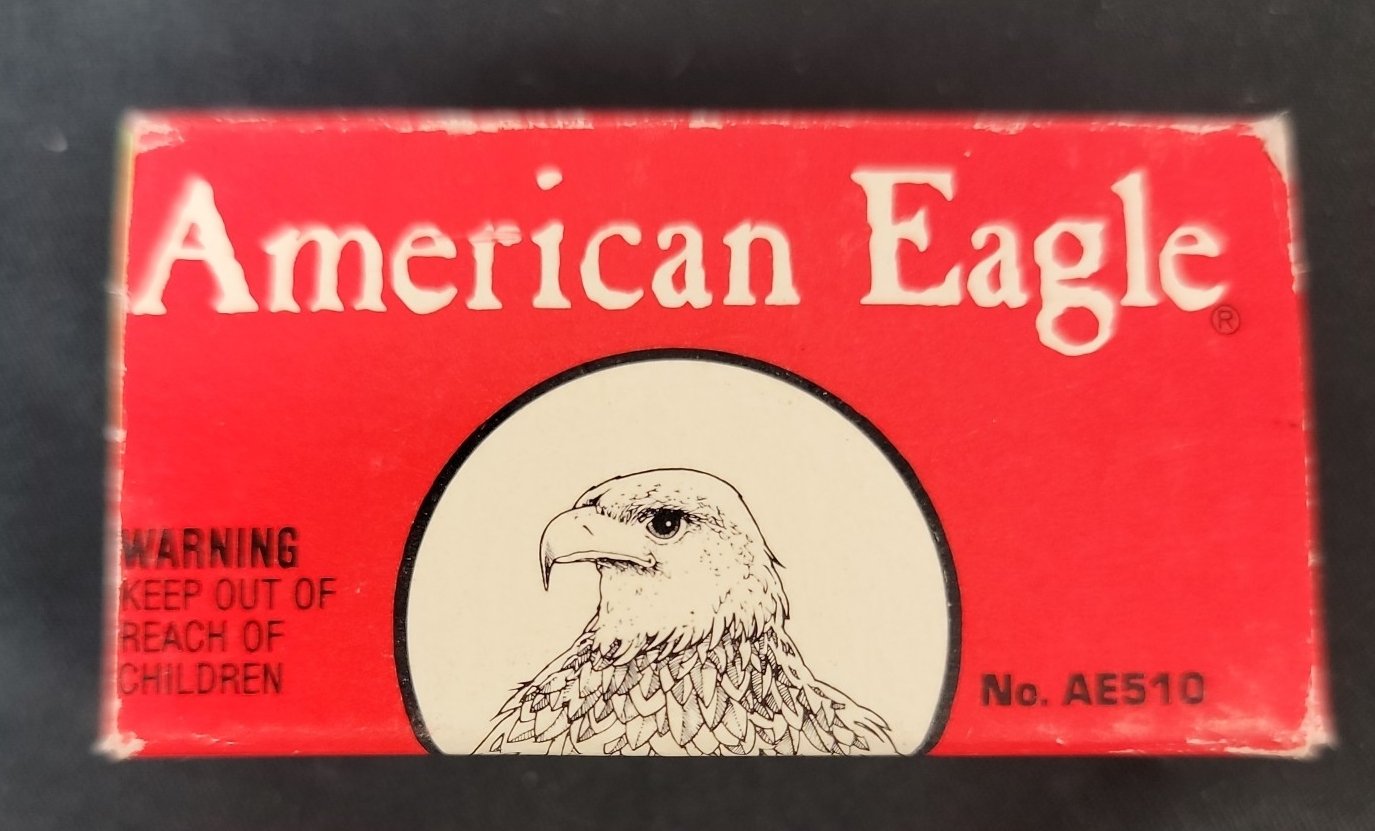 American Eagle®
WARNING
KEEP OUT OF
REACH OF
CHILDREN
No. AE510